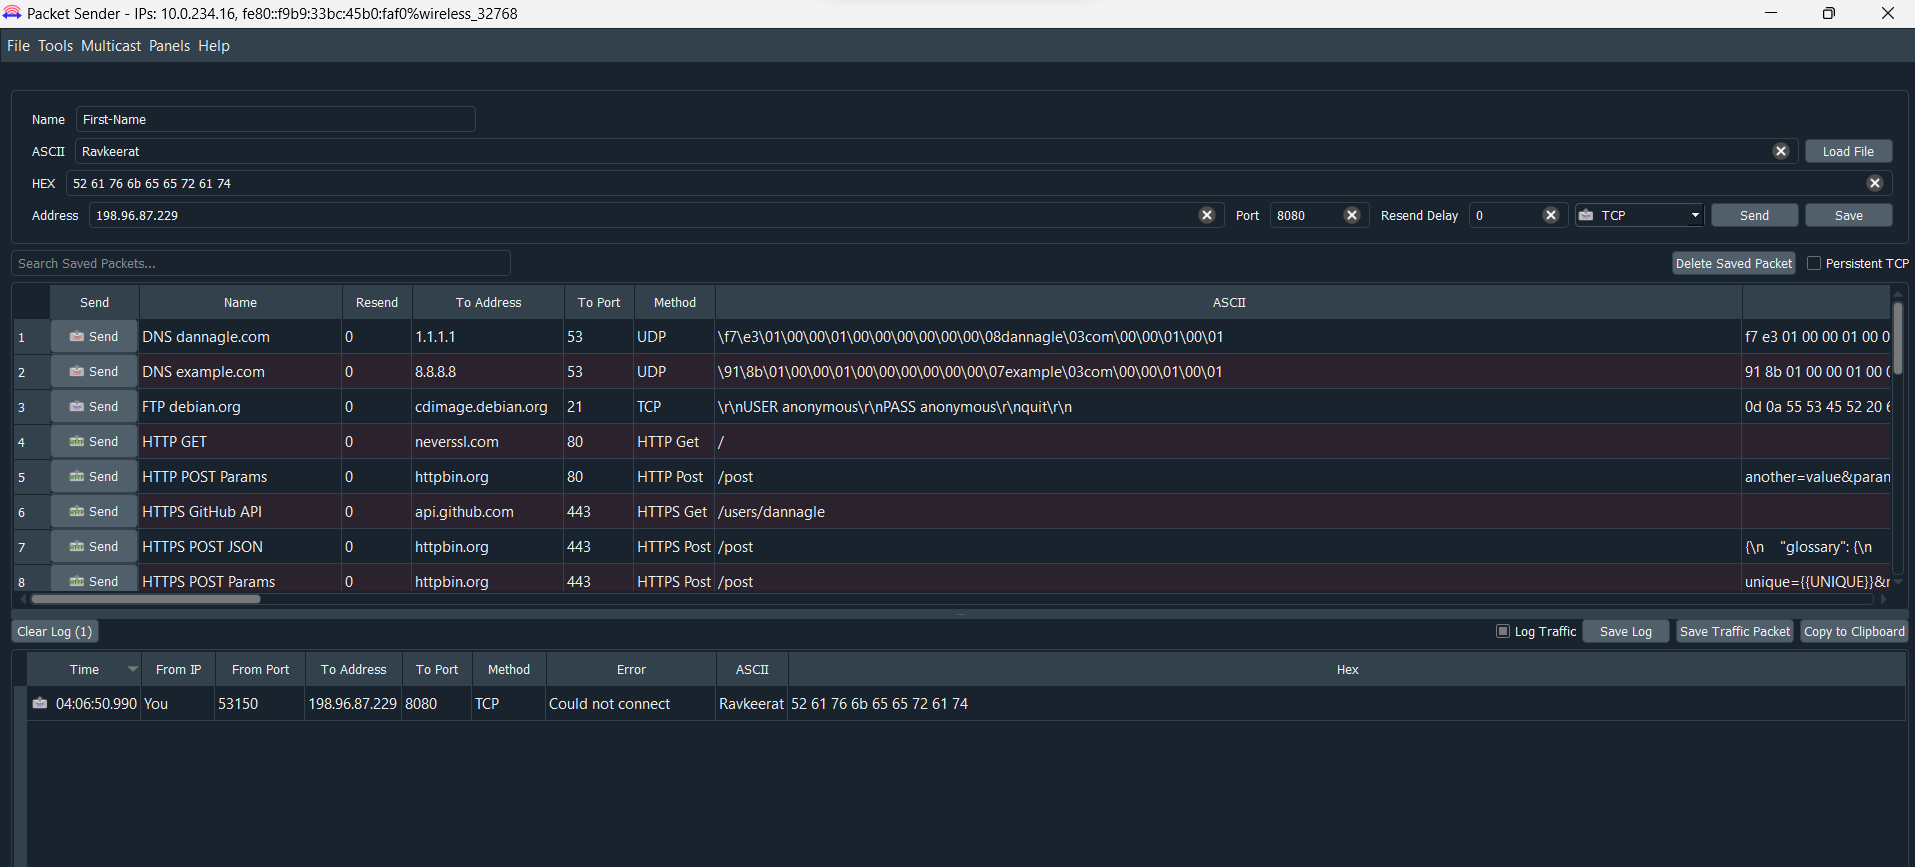 Packet Sender - IPs: 10.0.234.16, fe80::f9b9:33bc:45b0:faf0%wireless_32768
File Tools Multicast Panels Help
Name First-Name
ASCII Ravkeerat Load File
HEX 52 61 76 6b 65 65 72 61 74
Address 198.96.87.229 Port 8080 Resend Delay 0 TCP Send Save
Search Saved Packets... Delete Saved Packet Persistent TCP
Send Name Resend To Address To Port Method ASCII
1 Send DNS dannagle.com 0 1.1.1.1 53 UDP \f7\e3\01\00\00\01\00\00\00\00\00\00\08dannagle\03com\00\00\01\00\01 f7 e3 01 00 00 01 00 0
2 Send DNS example.com 0 8.8.8.8 53 UDP \91\8b\01\00\00\01\00\00\00\00\00\00\07example\03com\00\00\01\00\01 91 8b 01 00 00 01 00
3 Send FTP debian.org 0 cdimage.debian.org 21 TCP \r\nUSER anonymous\r\nPASS anonymous\r\nquit\r\n 0d 0a 55 53 45 52 20
4 Send HTTP GET 0 neverssl.com 80 HTTP Get /
5 Send HTTP POST Params 0 httpbin.org 80 HTTP Post /post another=value&param
6 Send HTTPS GitHub API 0 api.github.com 443 HTTPS Get /users/dannagle
7 Send HTTPS POST JSON 0 httpbin.org 443 HTTPS Post /post {\n "glossary": {\n
8 Send HTTPS POST Params 0 httpbin.org 443 HTTPS Post /post unique={{UNIQUE}}&r
Clear Log (1) Log Traffic Save Log Save Traffic Packet Copy to Clipboard
Time From IP From Port To Address To Port Method Error ASCII Hex
04:06:50.990 You 53150 198.96.87.229 8080 TCP Could not connect Ravkeerat 52 61 76 6b 65 65 72 61 74